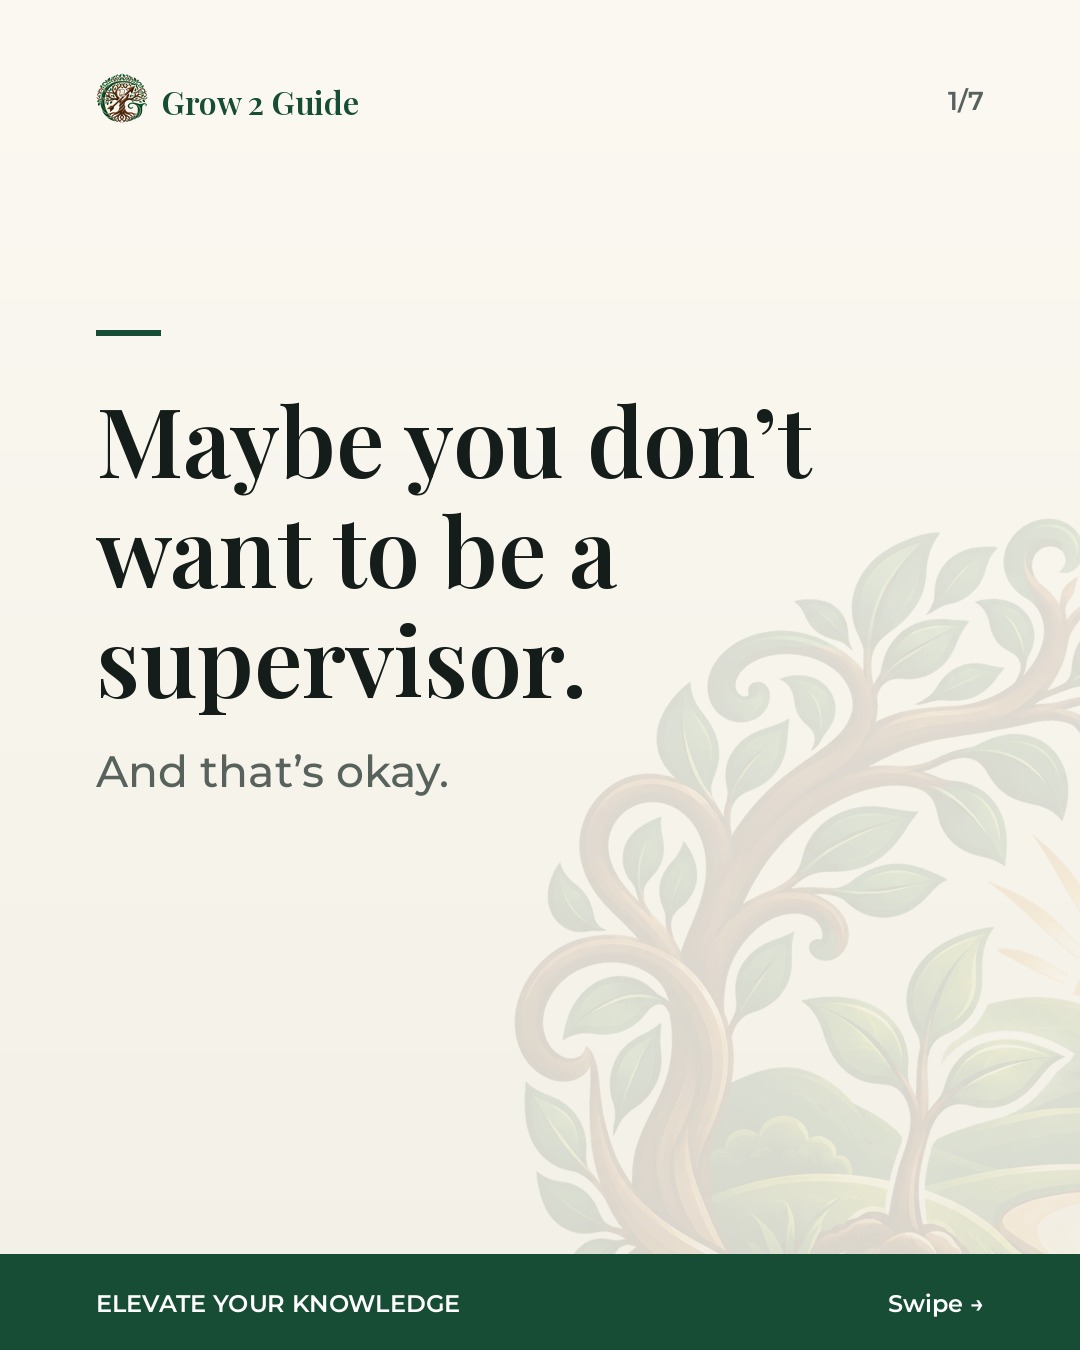 Grow 2 Guide
1/7
Maybe you don’t
want to be a
supervisor.
And that’s okay.
ELEVATE YOUR KNOWLEDGE
Swipe →